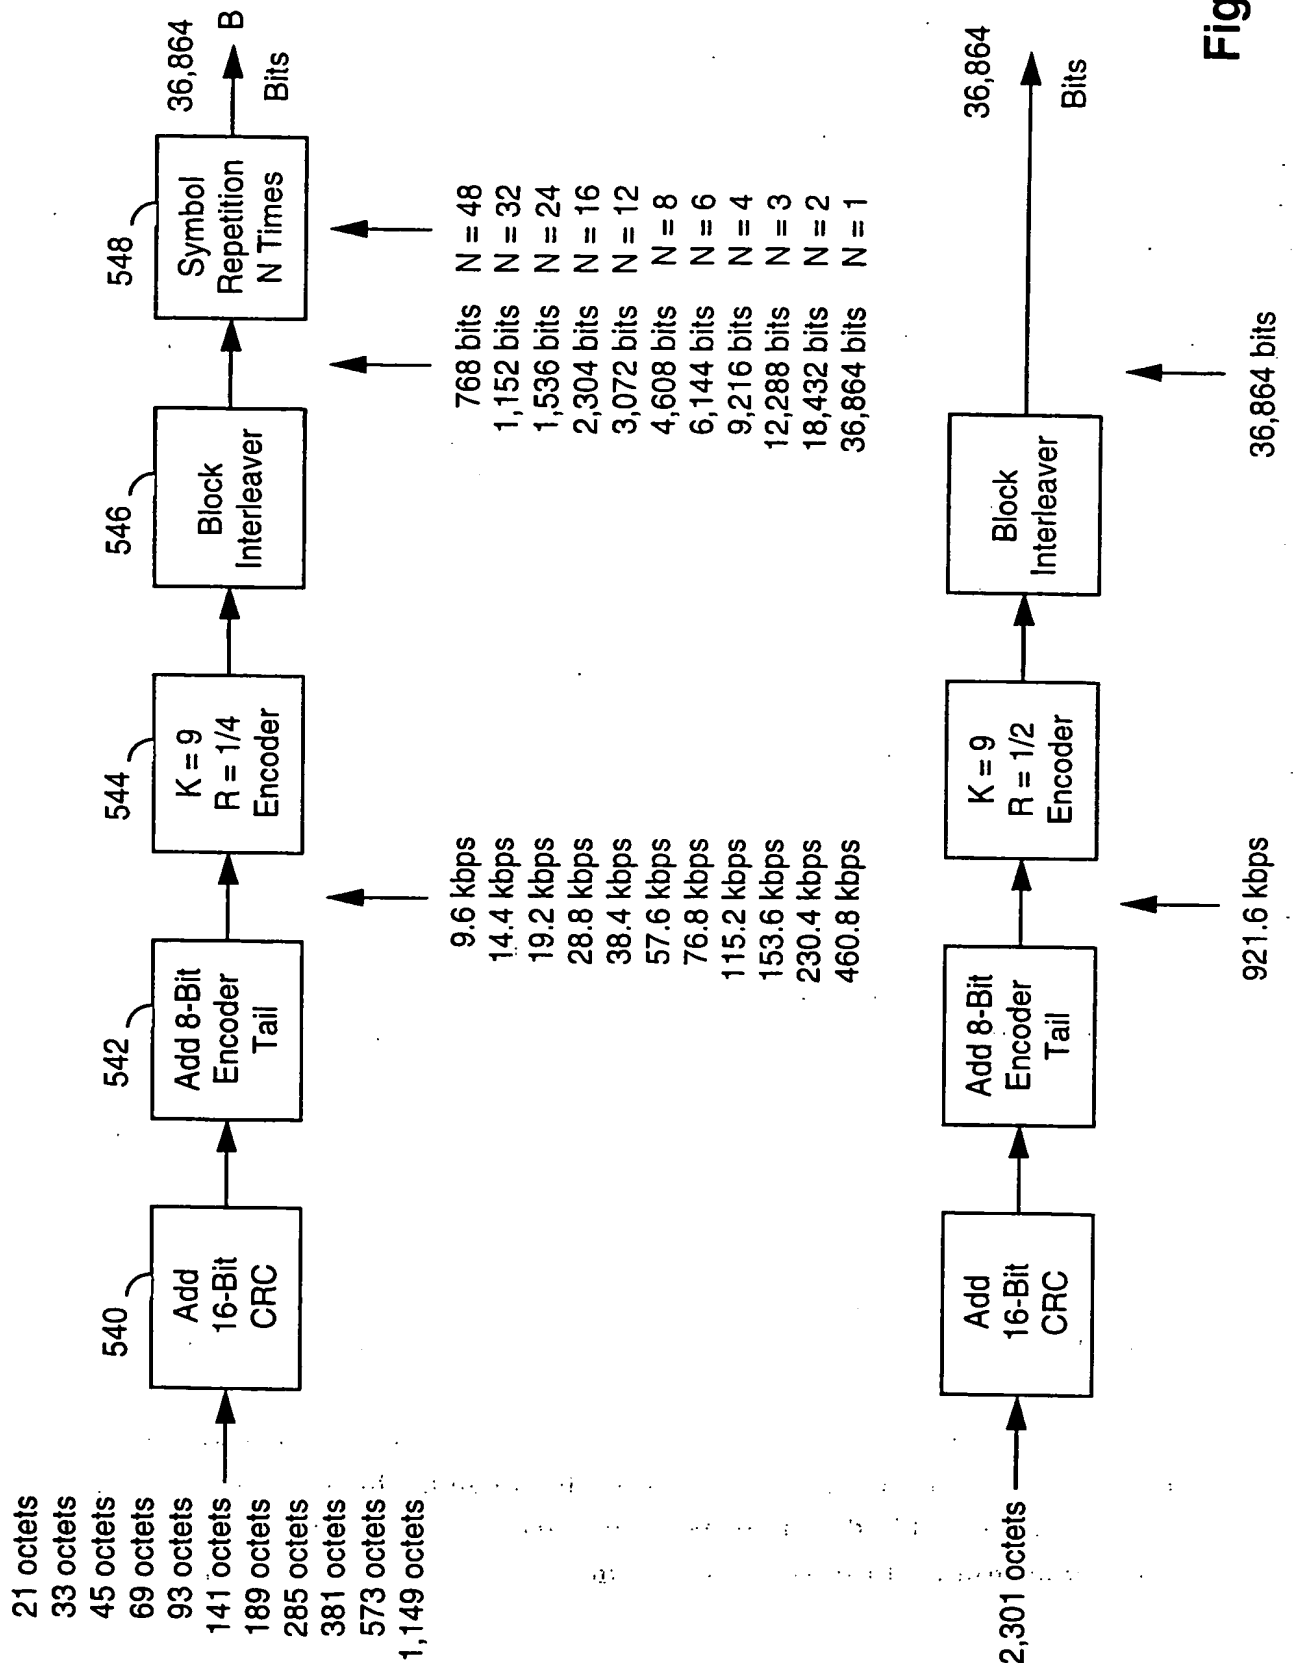 21 octets
33 octets
45 octets
69 octets
93 octets
141 octets
189 octets
285 octets
381 octets
573 octets
1,149 octets
540
Add
16-Bit
CRC
542
Add 8-Bit
Encoder
Tail
9.6 kbps
14.4 kbps
19.2 kbps
28.8 kbps
38.4 kbps
57.6 kbps
76.8 kbps
115.2 kbps
153.6 kbps
230.4 kbps
460.8 kbps
544
K = 9
R = 1/4
Encoder
546
Block
Interleaver
548
Symbol
Repetition
N Times
768 bits N = 48
1,152 bits N = 32
1,536 bits N = 24
2,304 bits N = 16
3,072 bits N = 12
4,608 bits N = 8
6,144 bits N = 6
9,216 bits N = 4
12,288 bits N = 3
18,432 bits N = 2
36,864 bits N = 1
36,864
B
Bits
2,301 octets
Add
16-Bit
CRC
Add 8-Bit
Encoder
Tail
921.6 kbps
K = 9
R = 1/2
Encoder
Block
Interleaver
36,864 bits
36,864
Bits
Fig